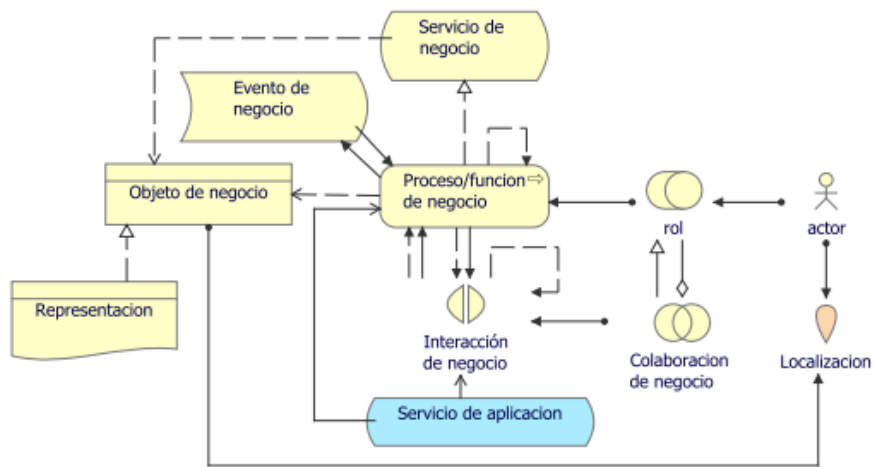 Servicio de
negocio
Evento de
negocio
Objeto de negocio
Proceso/funcion
de negocio
rol
actor
Representacion
Interacción
de negocio
Colaboracion
de negocio
Localizacion
Servicio de aplicacion